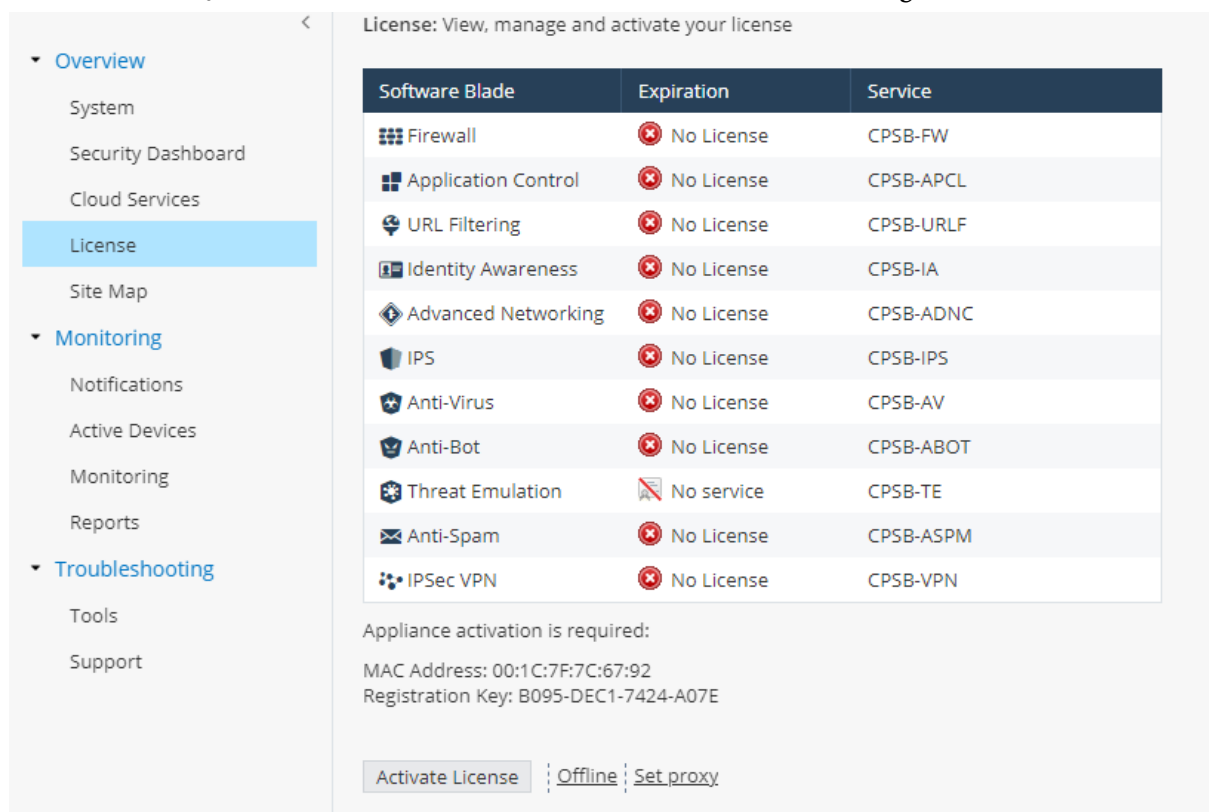 License: View, manage and activate your license
Overview
System
Security Dashboard
Cloud Services
License
Site Map
Monitoring
Notifications
Active Devices
Monitoring
Reports
Troubleshooting
Tools
Support
Software Blade Expiration Service
Firewall No License CPSB-FW
Application Control No License CPSB-APCL
URL Filtering No License CPSB-URLF
Identity Awareness No License CPSB-IA
Advanced Networking No License CPSB-ADNC
IPS No License CPSB-IPS
Anti-Virus No License CPSB-AV
Anti-Bot No License CPSB-ABOT
Threat Emulation No service CPSB-TE
Anti-Spam No License CPSB-ASPM
IPSec VPN No License CPSB-VPN
Appliance activation is required:
MAC Address: 00:1C:7F:7C:67:92
Registration Key: B095-DEC1-7424-A07E
Activate License Offline Set proxy